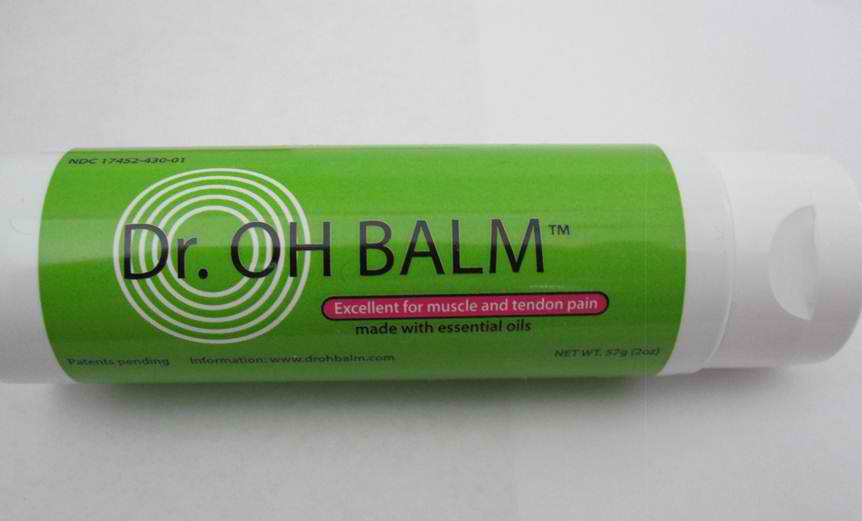 NDC 17452-430-01
Dr. OH BALM™
Excellent for muscle and tendon pain
made with essential oils
Patents pending Information: www.drohbalm.com NET WT. 57g (2oz)